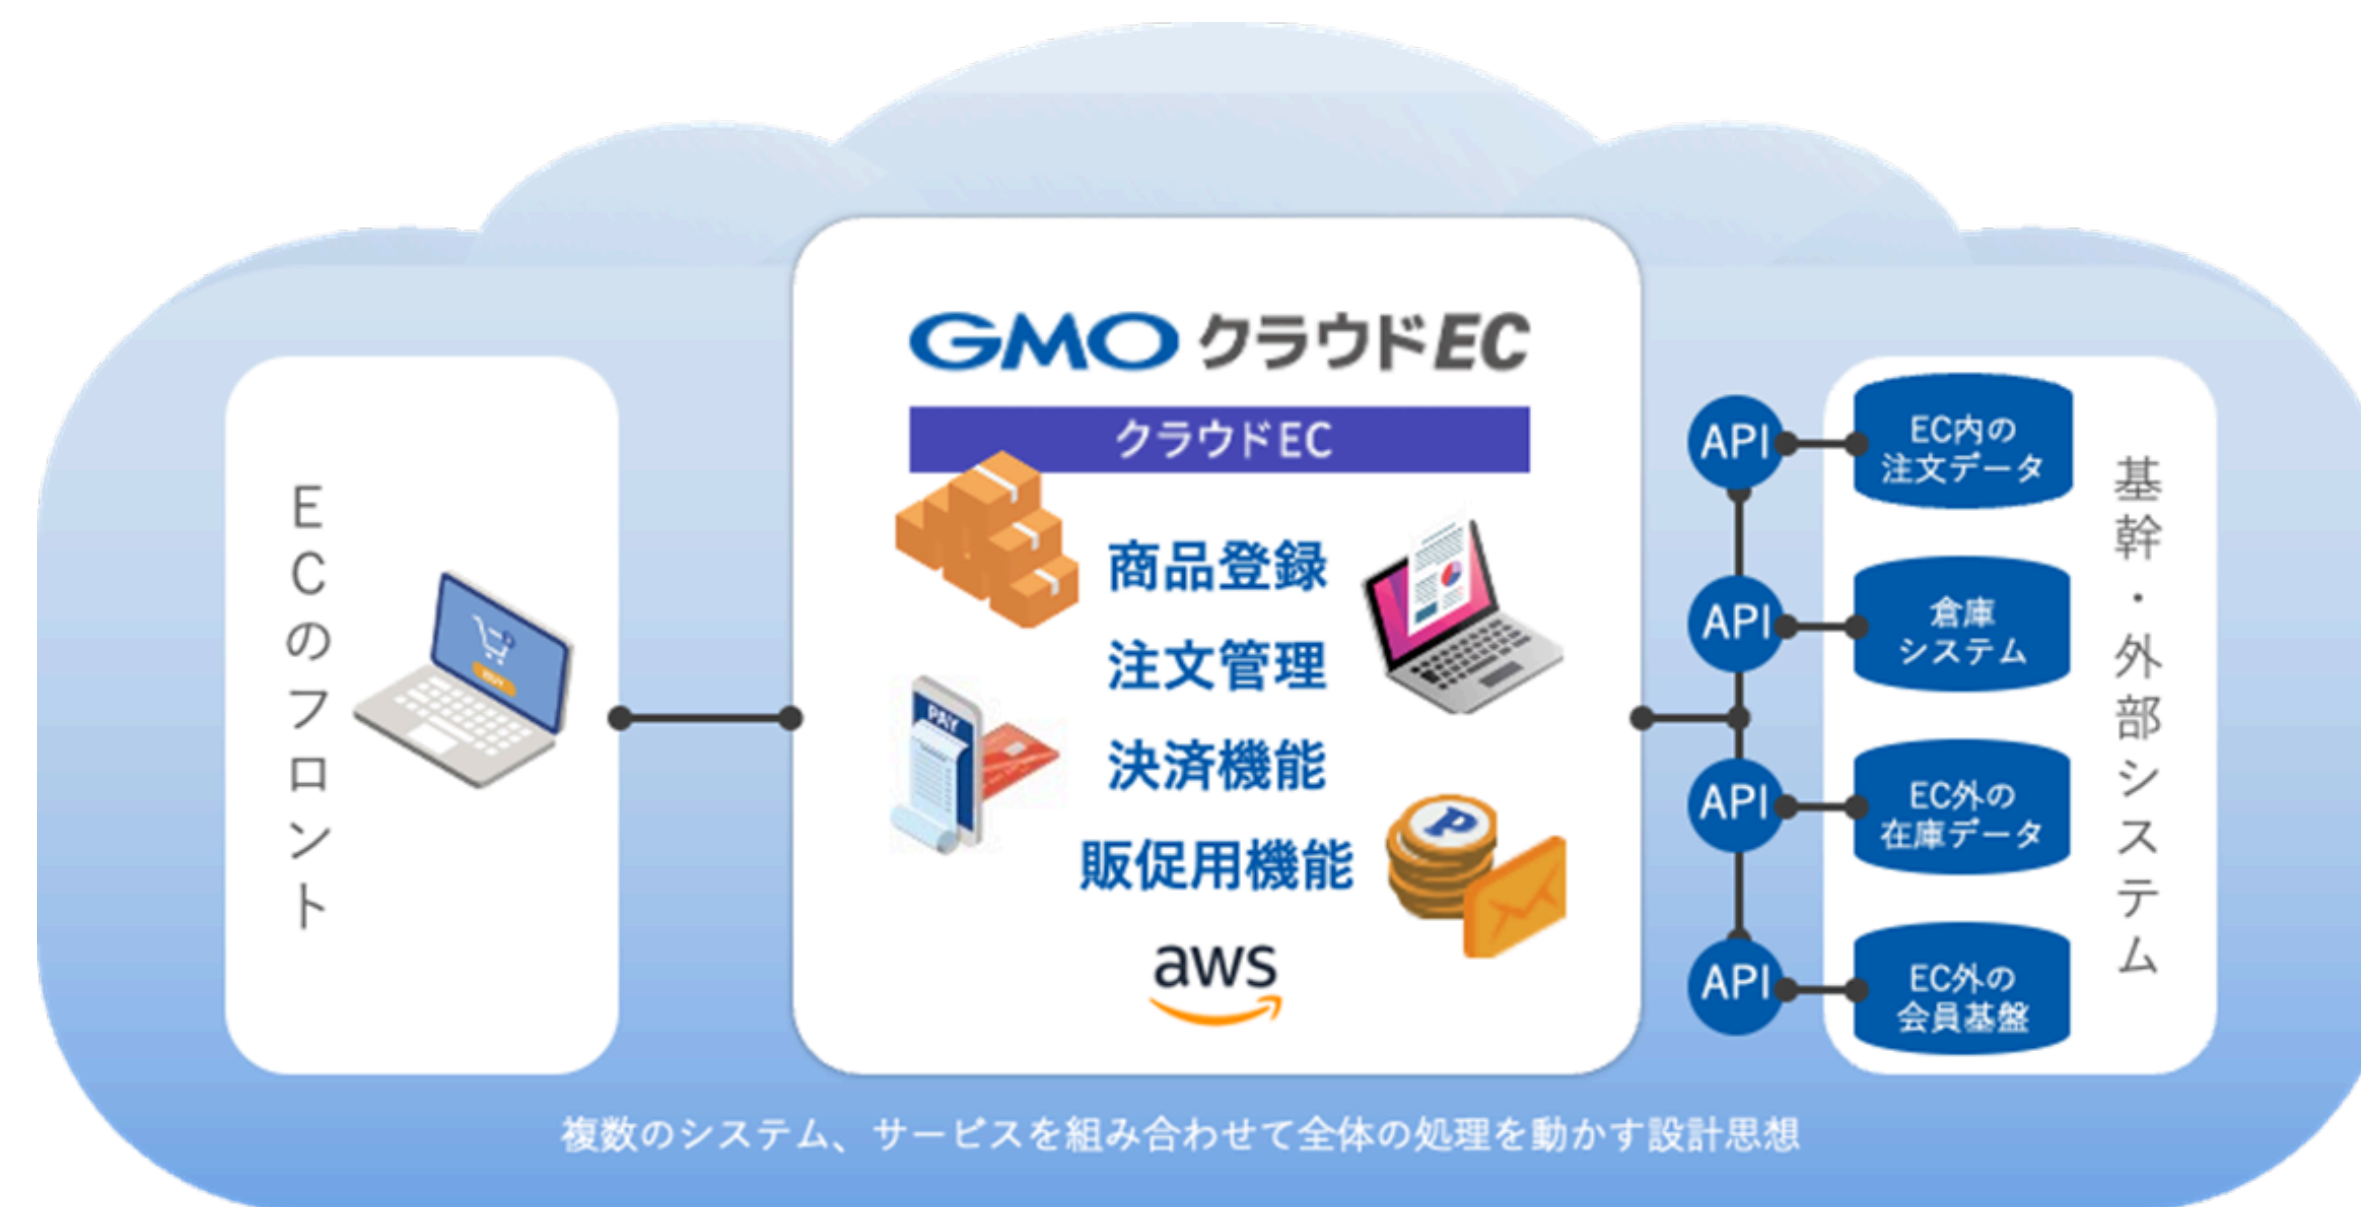 ECのフロント
BUY
GMO クラウドEC
クラウドEC
商品登録
注文管理
PAY
決済機能
販促用機能
P
aws
API
EC内の
注文データ
API
倉庫
システム
API
EC外の
在庫データ
API
EC外の
会員基盤
基幹・外部システム
複数のシステム、サービスを組み合わせて全体の処理を動かす設計思想